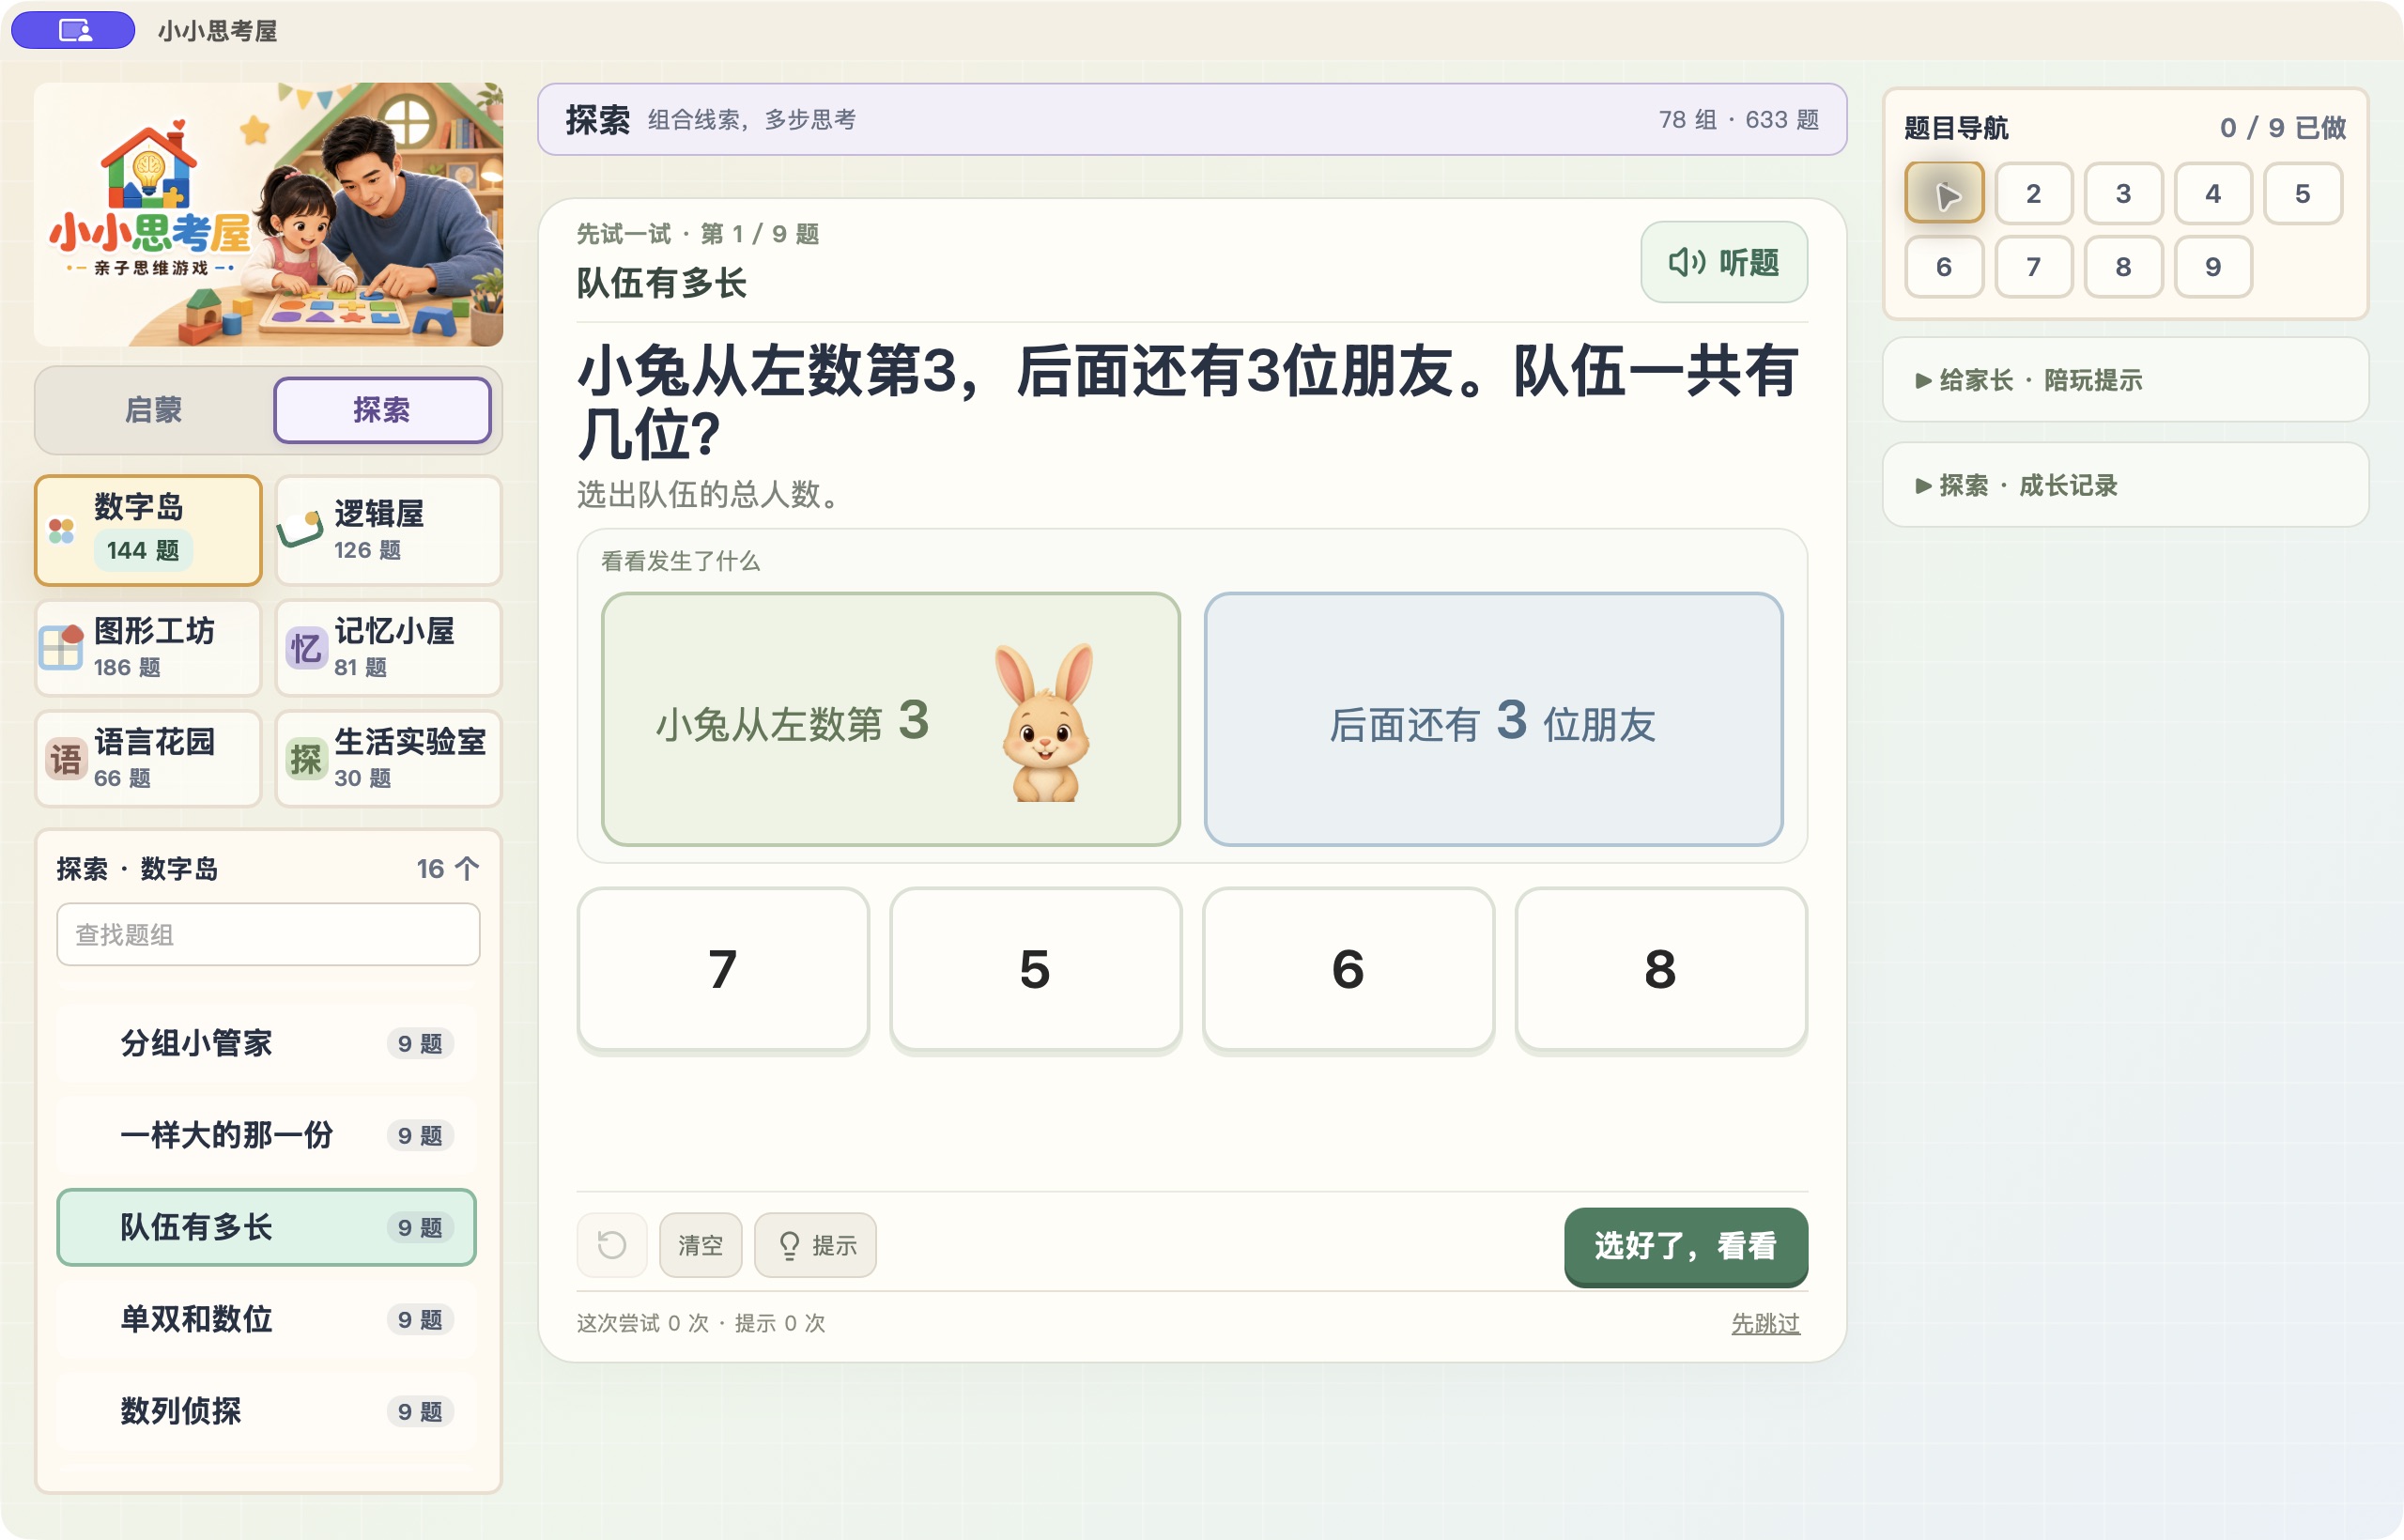 小小思考屋
小小思考屋
亲子思维游戏
启蒙
探索
数字岛
144 题
逻辑屋
126 题
图形工坊
186 题
忆
记忆小屋
81 题
语
语言花园
66 题
探
生活实验室
30 题
探索 · 数字岛
16 个
查找题组
分组小管家
9 题
一样大的那一份
9 题
队伍有多长
9 题
单双和数位
9 题
数列侦探
9 题
探索 组合线索，多步思考
78 组 · 633 题
先试一试 · 第 1 / 9 题
队伍有多长
听题
小兔从左数第3，后面还有3位朋友。队伍一共有
几位?
选出队伍的总人数。
看看发生了什么
小兔从左数第 3
后面还有 3 位朋友
7
5
6
8
清空
提示
选好了，看看
这次尝试 0 次 · 提示 0 次
先跳过
题目导航
0 / 9 已做
2
3
4
5
6
7
8
9
给家长 · 陪玩提示
探索 · 成长记录